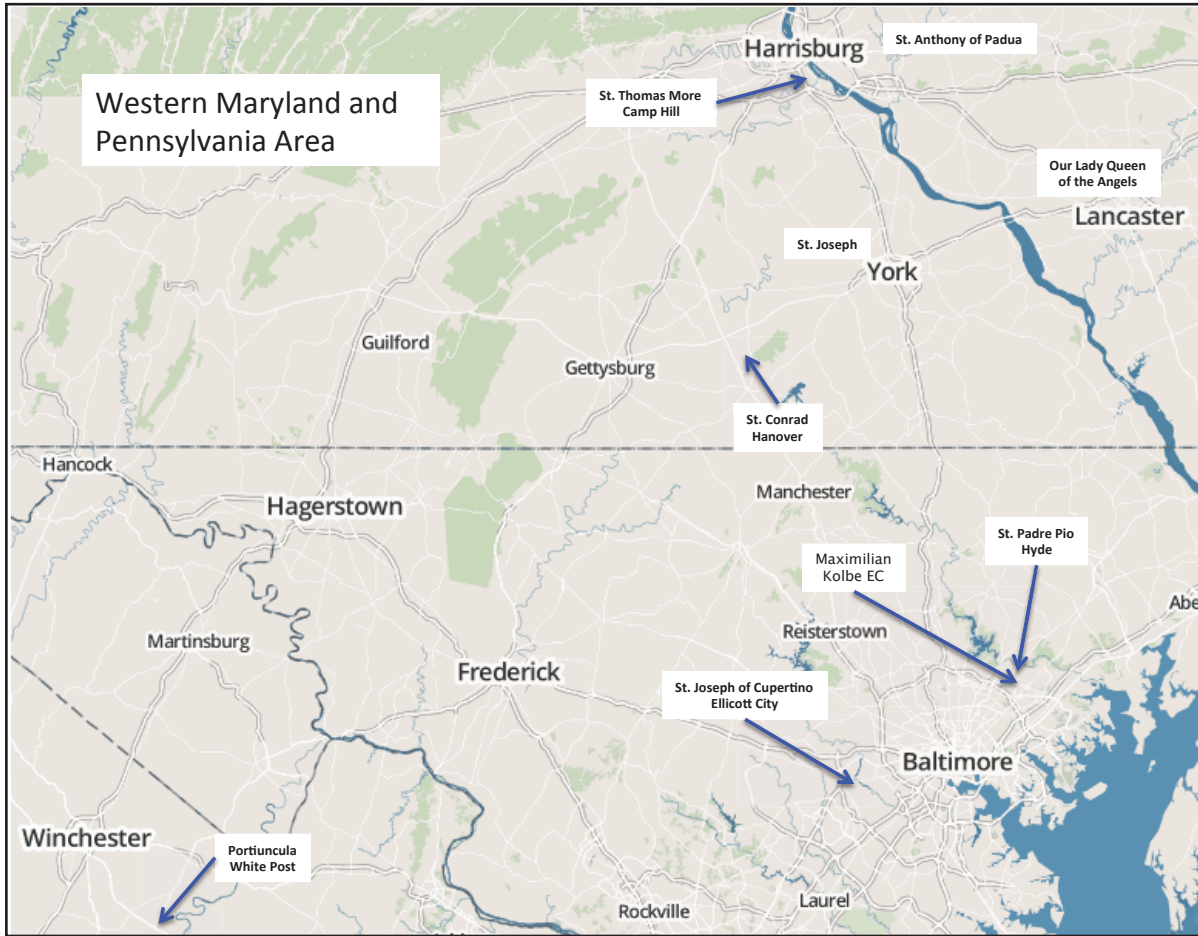 Harrisburg
St. Anthony of Padua
Western Maryland and
Pennsylvania Area
St. Thomas More
Camp Hill
Our Lady Queen
of the Angels
Lancaster
St. Joseph
York
Guilford
Gettysburg
St. Conrad
Hanover
Hancock
Hagerstown
Manchester
St. Padre Pio
Hyde
Maximilian
Kolbe EC
Abe
Martinsburg
Reisterstown
Frederick
St. Joseph of Cupertino
Ellicott City
Baltimore
Winchester
Portiuncula
White Post
Laurel
Rockville